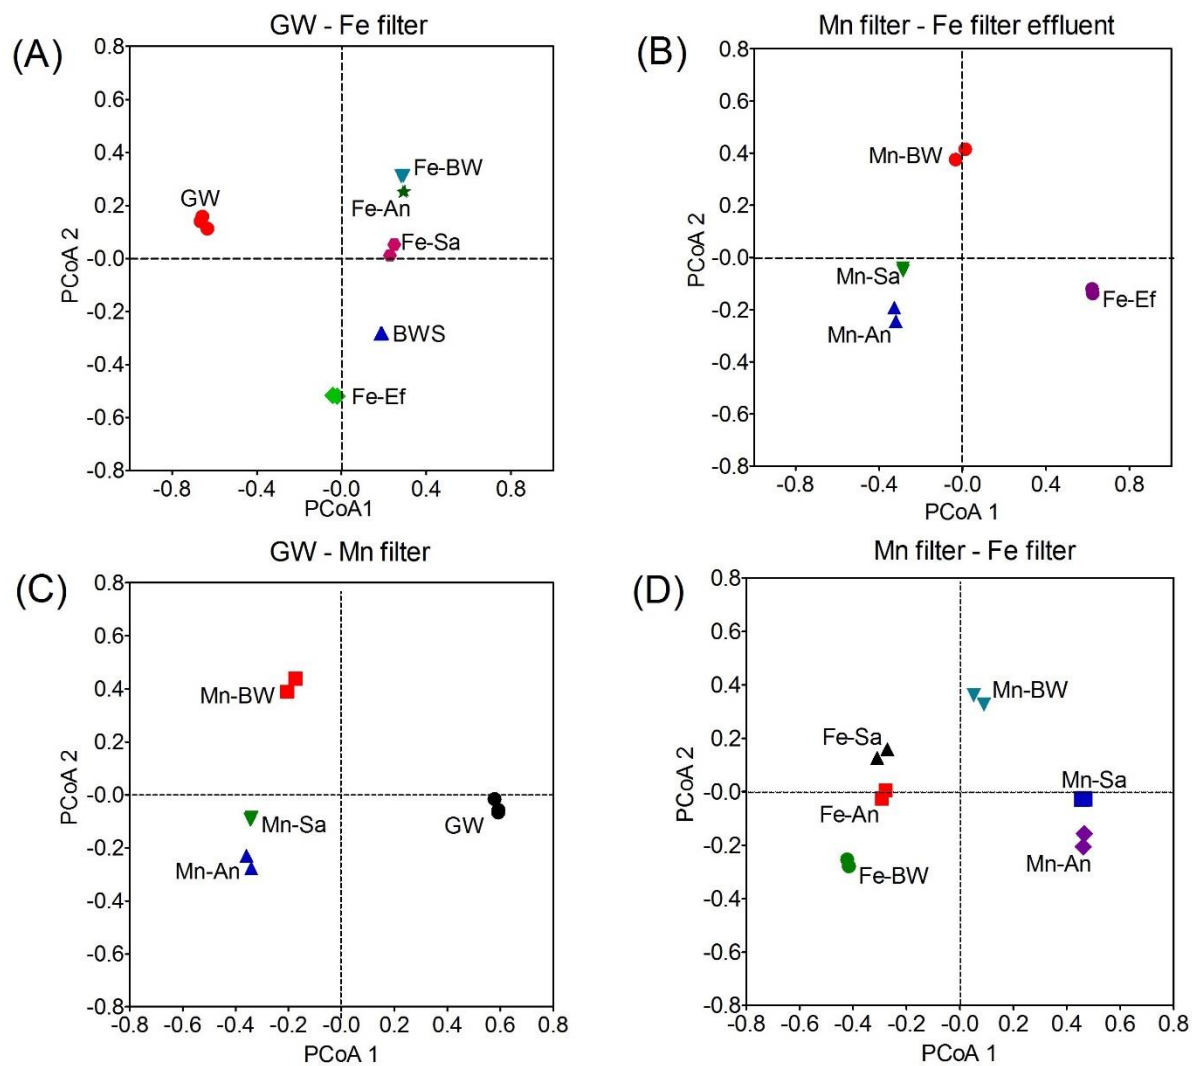 (A)
GW - Fe filter
0.8
0.6
0.4
0.2
-0.0
-0.2
-0.4
-0.6
-0.8
PCoA 2
GW
Fe-BW
Fe-An
Fe-Sa
BWS
Fe-Ef
-0.8 -0.4 -0.0 0.4 0.8
PCoA1
(B)
Mn filter - Fe filter effluent
0.8
0.6
0.4
0.2
-0.0
-0.2
-0.4
-0.6
-0.8
PCoA 2
Mn-BW
Mn-Sa
Fe-Ef
Mn-An
-0.8 -0.4 -0.0 0.4 0.8
PCoA 1
(C)
GW - Mn filter
0.8
0.6
0.4
0.2
-0.0
-0.2
-0.4
-0.6
-0.8
PCoA 2
Mn-BW
Mn-Sa
GW
Mn-An
-0.8 -0.6 -0.4 -0.2 -0.0 0.2 0.4 0.6 0.8
PCoA 1
(D)
Mn filter - Fe filter
0.8
0.6
0.4
0.2
-0.0
-0.2
-0.4
-0.6
-0.8
PCoA 2
Mn-BW
Fe-Sa
Mn-Sa
Fe-An
Mn-An
Fe-BW
-0.8 -0.6 -0.4 -0.2 -0.0 0.2 0.4 0.6 0.8
PCoA 1